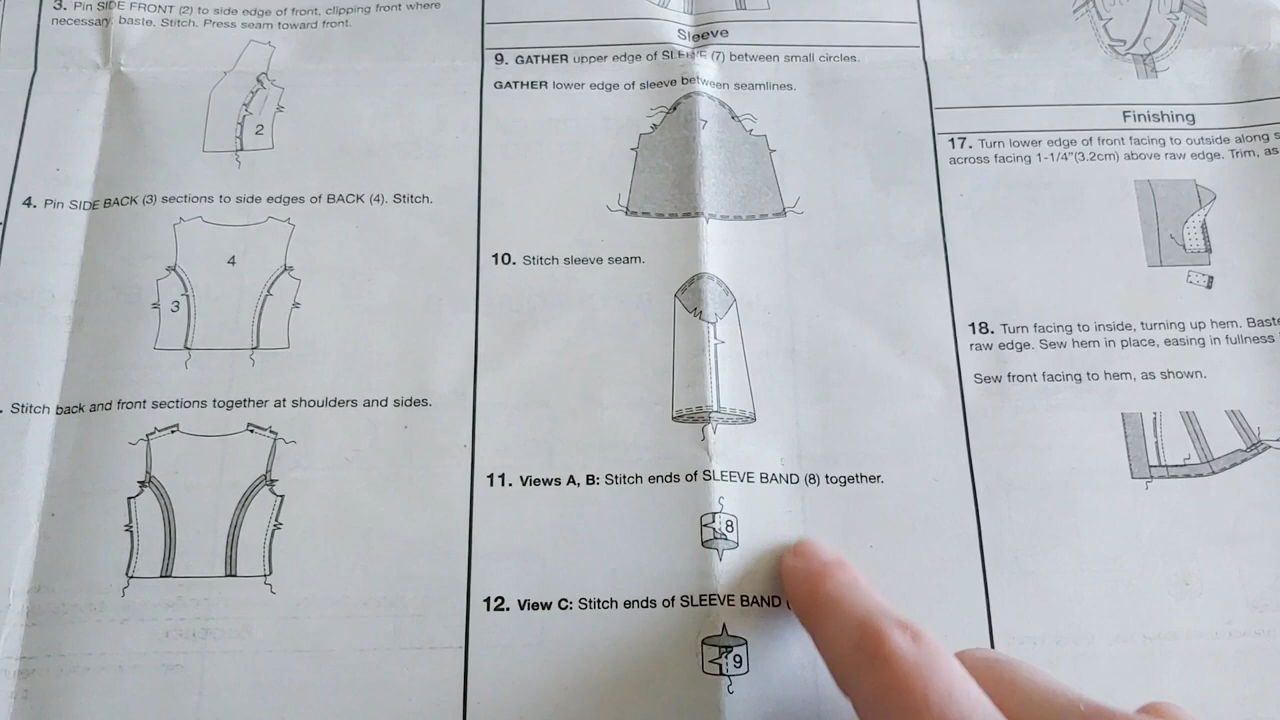 3. Pin SIDE FRONT (2) to side edge of front, clipping front where
necessary; baste. Stitch. Press seam toward front.
2
4. Pin SIDE BACK (3) sections to side edges of BACK (4). Stitch.
4
3
Stitch back and front sections together at shoulders and sides.
Sleeve
9. GATHER upper edge of SLEEVE (7) between small circles.
GATHER lower edge of sleeve between seamlines.
7
10. Stitch sleeve seam.
11. Views A, B: Stitch ends of SLEEVE BAND (8) together.
8
12. View C: Stitch ends of SLEEVE BAND (
9
Finishing
17. Turn lower edge of front facing to outside along
across facing 1-1/4"(3.2cm) above raw edge. Trim, as
18. Turn facing to inside, turning up hem. Baste
raw edge. Sew hem in place, easing in fullness
Sew front facing to hem, as shown.